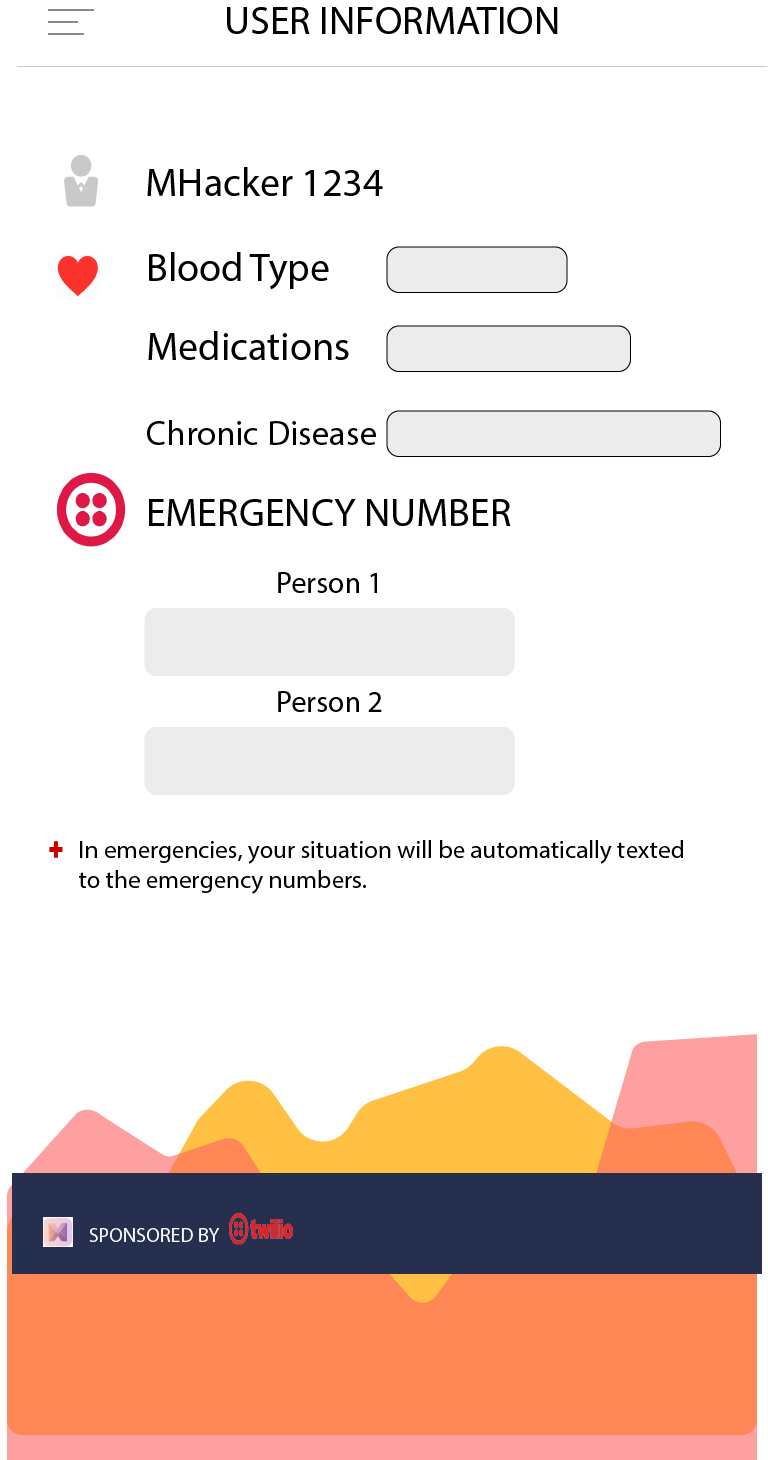 USER INFORMATION
MHacker 1234
Blood Type
Medications
Chronic Disease
EMERGENCY NUMBER
Person 1
Person 2
+ In emergencies, your situation will be automatically texted
to the emergency numbers.
SPONSORED BY twilio